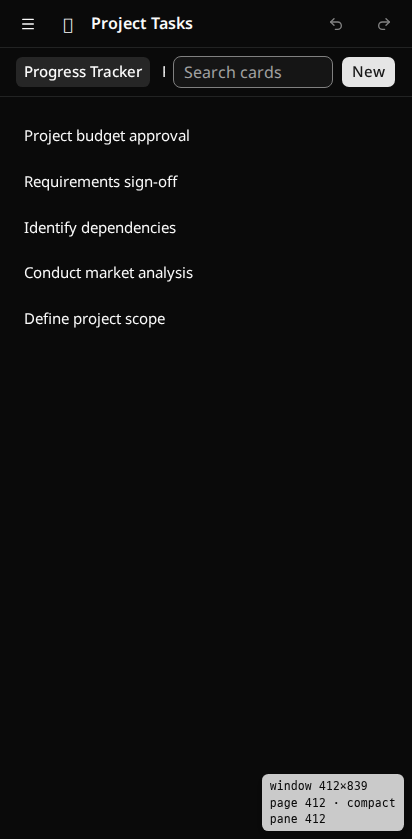 Project Tasks
Progress Tracker
Search cards
New
Project budget approval
Requirements sign-off
Identify dependencies
Conduct market analysis
Define project scope
window 412×839
page 412 · compact
pane 412